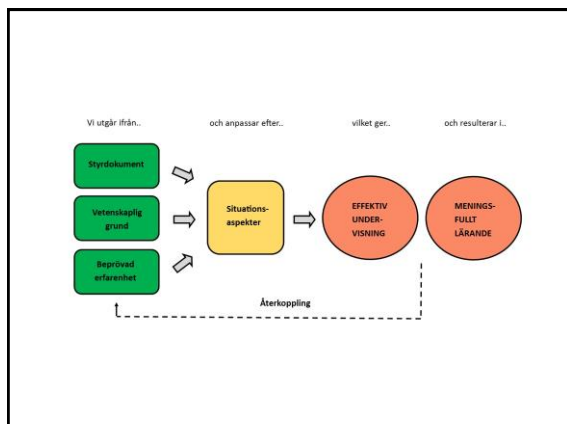 Vi utgår ifrån..
och anpassar efter..
vilket ger..
och resulterar i..
Styrdokument
Vetenskaplig
grund
Beprövad
erfarenhet
Situations-
aspekter
EFFEKTIV
UNDER-
VISNING
MENINGS-
FULLT
LÄRANDE
Återkoppling